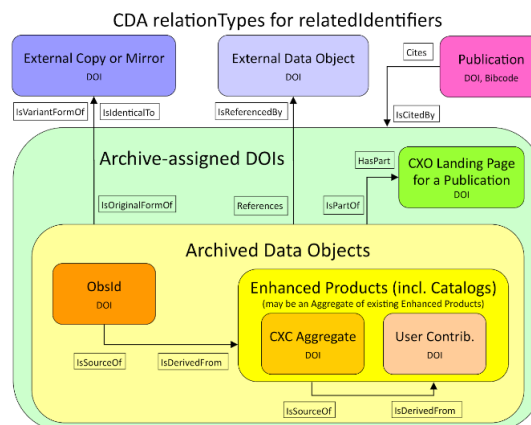 CDA relationTypes for relatedIdentifiers
External Copy or Mirror
DOI
External Data Object
DOI
Cites
Publication
DOI, Bibcode
IsVariantFormOf
IsIdenticalTo
IsReferencedBy
IsCitedBy
Archive-assigned DOIs
HasPart
CXO Landing Page
for a Publication
DOI
IsOriginalFormOf
References
IsPartOf
Archived Data Objects
ObsId
DOI
Enhanced Products (incl. Catalogs)
(may be an Aggregate of existing Enhanced Products)
CXC Aggregate
DOI
User Contrib.
DOI
IsSourceOf
IsDerivedFrom
IsSourceOf
IsDerivedFrom